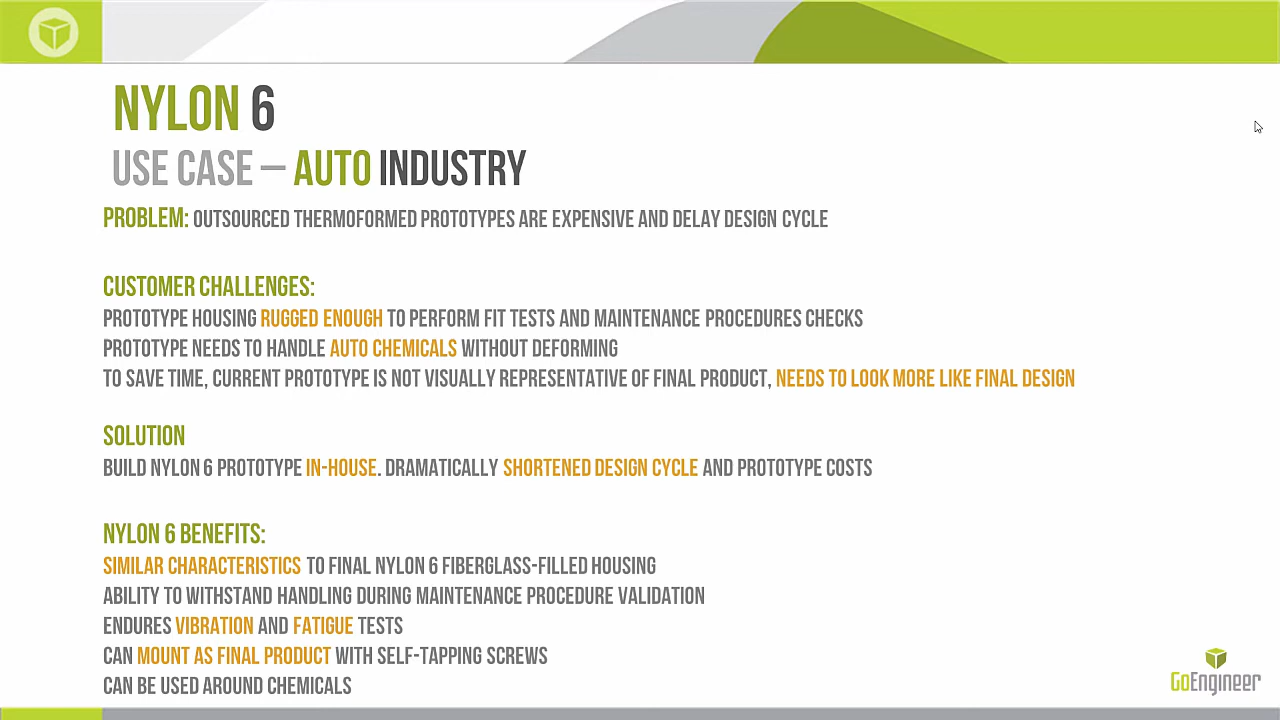 NYLON 6
USE CASE – AUTO INDUSTRY
PROBLEM: OUTSOURCED THERMOFORMED PROTOTYPES ARE EXPENSIVE AND DELAY DESIGN CYCLE
CUSTOMER CHALLENGES:
PROTOTYPE HOUSING RUGGED ENOUGH TO PERFORM FIT TESTS AND MAINTENANCE PROCEDURES CHECKS
PROTOTYPE NEEDS TO HANDLE AUTO CHEMICALS WITHOUT DEFORMING
TO SAVE TIME, CURRENT PROTOTYPE IS NOT VISUALLY REPRESENTATIVE OF FINAL PRODUCT, NEEDS TO LOOK MORE LIKE FINAL DESIGN
SOLUTION
BUILD NYLON 6 PROTOTYPE IN-HOUSE. DRAMATICALLY SHORTENED DESIGN CYCLE AND PROTOTYPE COSTS
NYLON 6 BENEFITS:
SIMILAR CHARACTERISTICS TO FINAL NYLON 6 FIBERGLASS-FILLED HOUSING
ABILITY TO WITHSTAND HANDLING DURING MAINTENANCE PROCEDURE VALIDATION
ENDURES VIBRATION AND FATIGUE TESTS
CAN MOUNT AS FINAL PRODUCT WITH SELF-TAPPING SCREWS
CAN BE USED AROUND CHEMICALS
GoEngineer